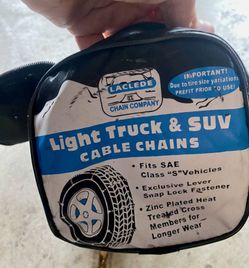 LACLEDE
CHAIN COMPANY
IMPORTANT!
Due to tire size variations
PREFIT PRIOR TO USE!
Light Truck & SUV
CABLE CHAINS
• Fits SAE
Class "S" Vehicles
• Exclusive Lever
Snap Lock Fastener
• Zinc Plated Heat
Treated Cross
Members for
Longer Wear